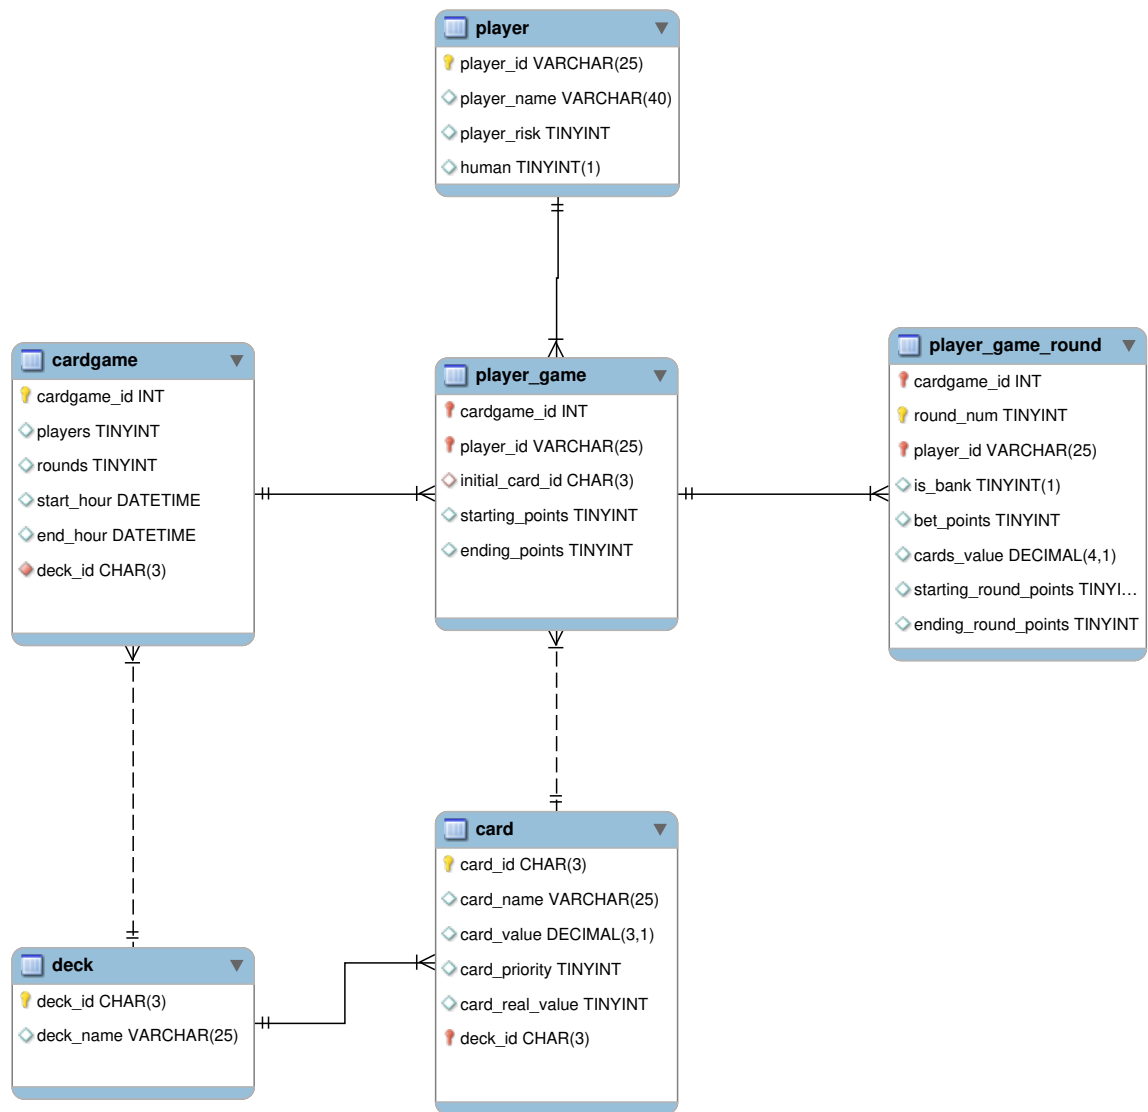 player
player_id VARCHAR(25)
player_name VARCHAR(40)
player_risk TINYINT
human TINYINT(1)
cardgame
cardgame_id INT
players TINYINT
rounds TINYINT
start_hour DATETIME
end_hour DATETIME
deck_id CHAR(3)
player_game
cardgame_id INT
player_id VARCHAR(25)
initial_card_id CHAR(3)
starting_points TINYINT
ending_points TINYINT
player_game_round
cardgame_id INT
round_num TINYINT
player_id VARCHAR(25)
is_bank TINYINT(1)
bet_points TINYINT
cards_value DECIMAL(4,1)
starting_round_points TINYI...
ending_round_points TINYINT
deck
deck_id CHAR(3)
deck_name VARCHAR(25)
card
card_id CHAR(3)
card_name VARCHAR(25)
card_value DECIMAL(3,1)
card_priority TINYINT
card_real_value TINYINT
deck_id CHAR(3)